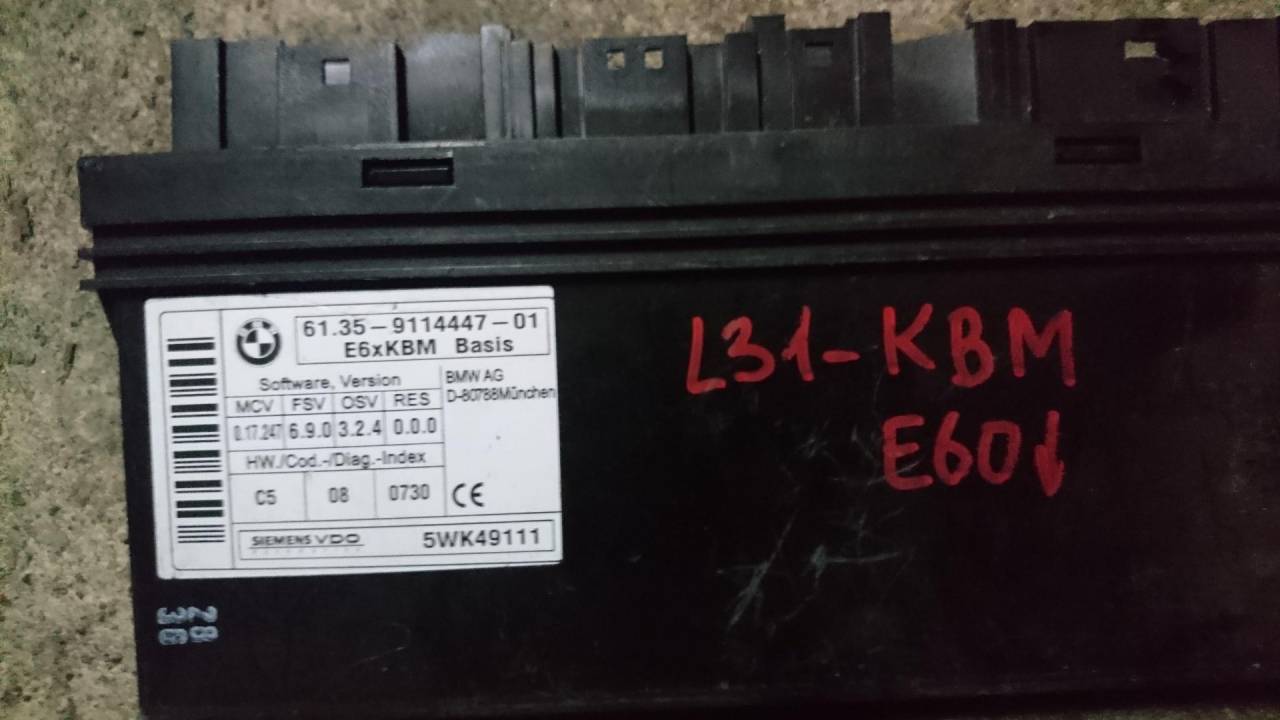 61.35-9114447-01
E6xKBM Basis
Software, Version
MCV FSV OSV RES
0.17.247 6.9.0 3.2.4 0.0.0
HW./Cod.-/Diag.-Index
C5 08 0730
BMW AG
D-80788München
CE
SIEMENS VDO
5WK49111
L31-KBM
E60↓